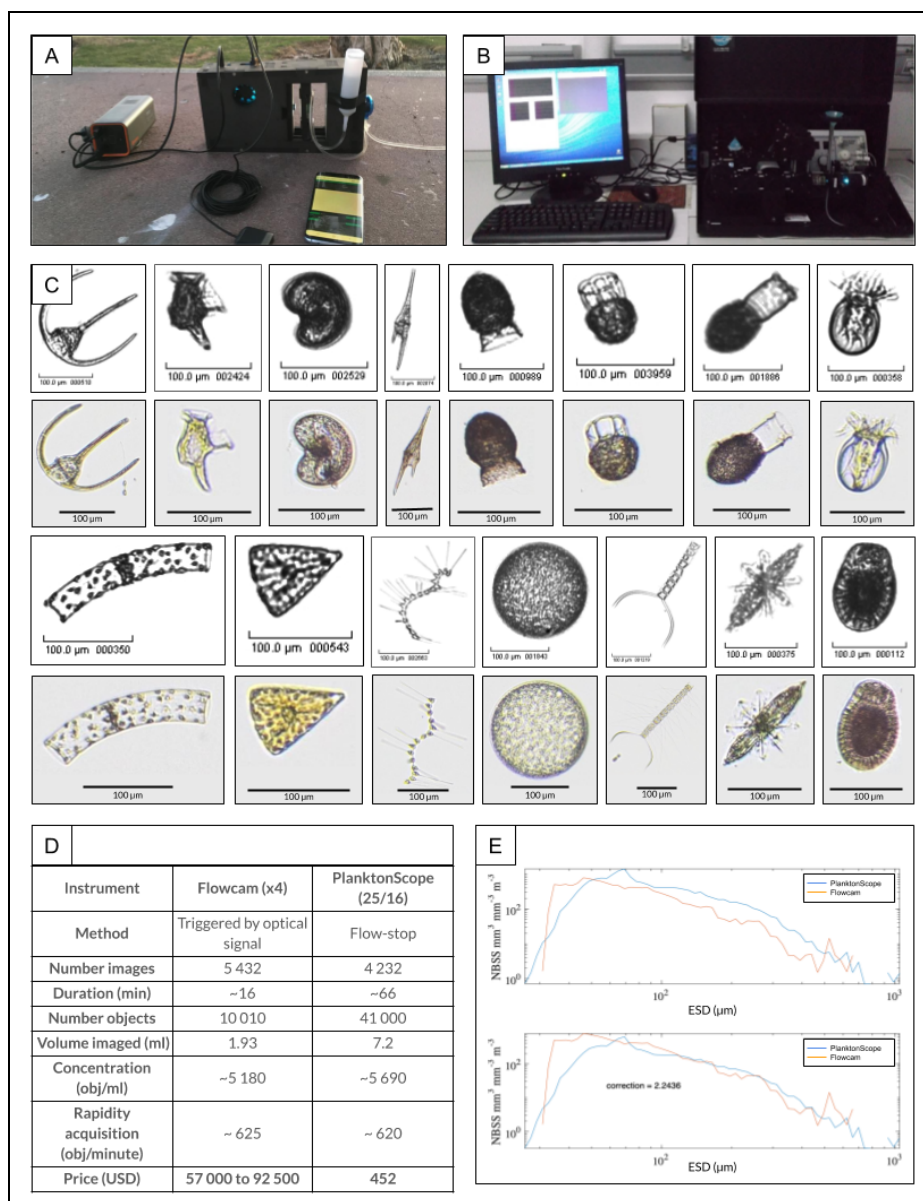 A
B
C
100.0 µm 002424
100.0 µm 002529
100.0 µm 000989
100.0 µm 003959
100.0 µm 001886
100.0 µm 000358
100 µm
100 µm
100 µm
100 µm
100 µm
100 µm
100 µm
100 µm
100.0 µm 000350
100.0 µm 000543
100.0 µm 001043
100.0 µm 000375
100.0 µm 000112
100 µm
100 µm
100 µm
100 µm
100 µm
100 µm
100 µm
D
Instrument Flowcam (x4) PlanktonScope (25/16)
Method Triggered by optical signal Flow-stop
Number images 5 432 4 232
Duration (min) ~16 ~66
Number objects 10 010 41 000
Volume imaged (ml) 1.93 7.2
Concentration (obj/ml) ~5 180 ~5 690
Rapidity acquisition (obj/minute) ~ 625 ~ 620
Price (USD) 57 000 to 92 500 452
E
PlanktonScope
Flowcam
NBSS mm³ mm⁻³ m⁻³
10²
10⁰
10²
10³
ESD (µm)
PlanktonScope
Flowcam
correction = 2.2436
NBSS mm³ mm⁻³ m⁻³
10²
10⁰
10²
10³
ESD (µm)